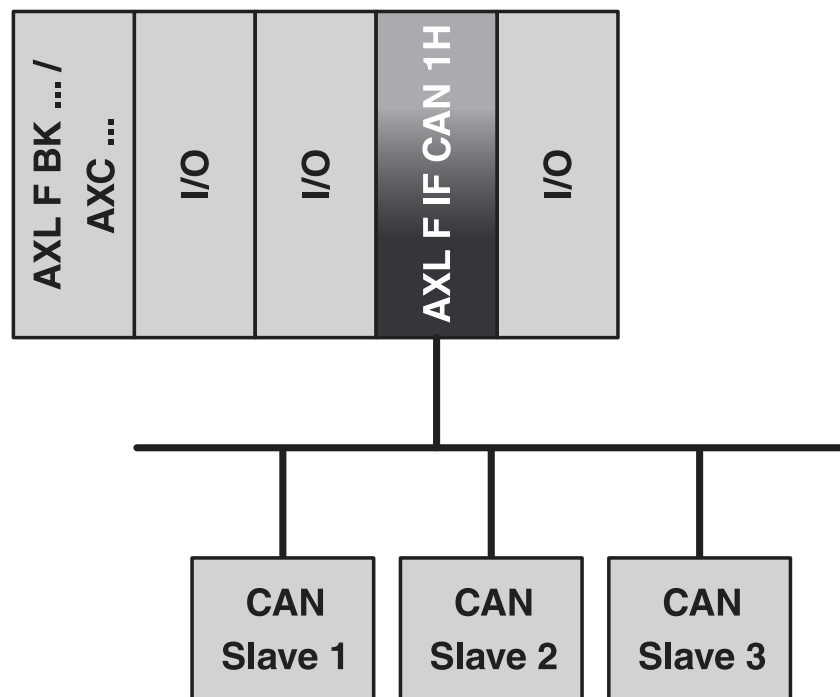 AXL F BK ... /
AXC ...
I/O
I/O
AXL F IF CAN 1H
I/O
CAN
Slave 1
CAN
Slave 2
CAN
Slave 3